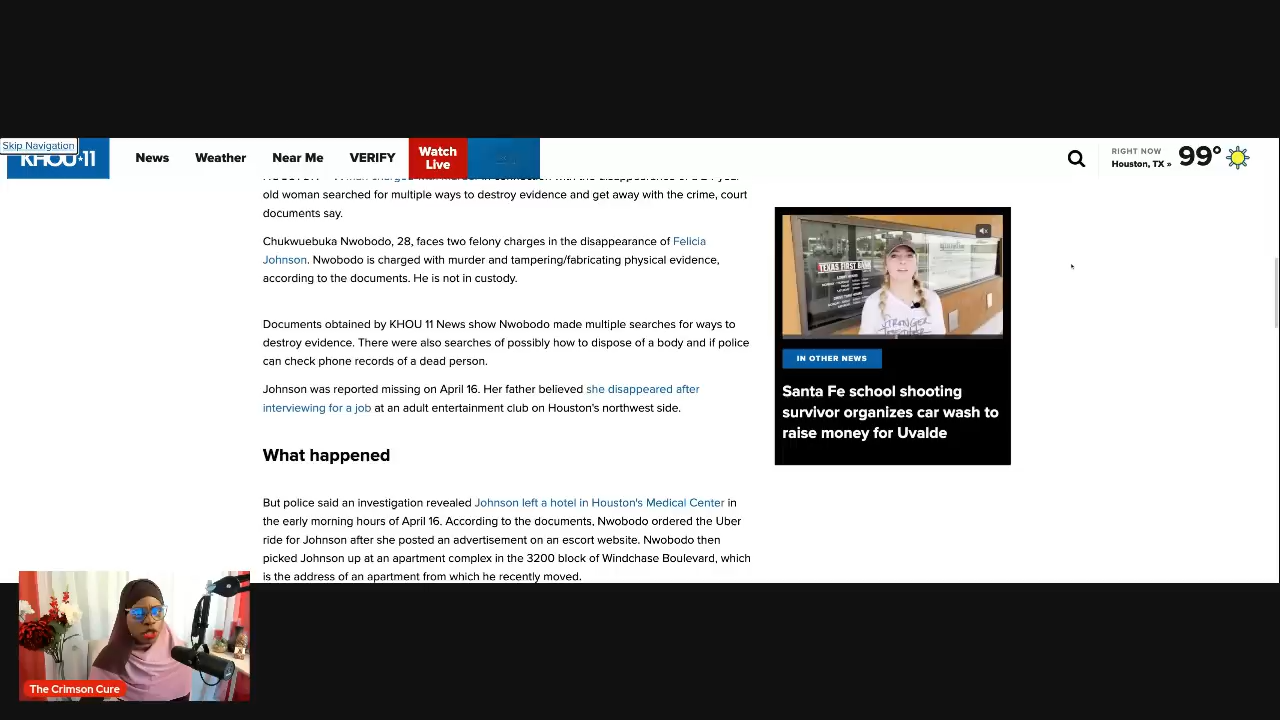 Skip Navigation
KHOU★11
News
Weather
Near Me
VERIFY
Watch
Live
RIGHT NOW
Houston, TX »
99°
old woman searched for multiple ways to destroy evidence and get away with the crime, court
documents say.
Chukwuebuka Nwobodo, 28, faces two felony charges in the disappearance of Felicia
Johnson. Nwobodo is charged with murder and tampering/fabricating physical evidence,
according to the documents. He is not in custody.
Documents obtained by KHOU 11 News show Nwobodo made multiple searches for ways to
destroy evidence. There were also searches of possibly how to dispose of a body and if police
can check phone records of a dead person.
Johnson was reported missing on April 16. Her father believed she disappeared after
interviewing for a job at an adult entertainment club on Houston's northwest side.
What happened
But police said an investigation revealed Johnson left a hotel in Houston's Medical Center in
the early morning hours of April 16. According to the documents, Nwobodo ordered the Uber
ride for Johnson after she posted an advertisement on an escort website. Nwobodo then
picked Johnson up at an apartment complex in the 3200 block of Windchase Boulevard, which
is the address of an apartment from which he recently moved.
TEXAS FIRST BANK
STRONGER
TOGETHER
IN OTHER NEWS
Santa Fe school shooting
survivor organizes car wash to
raise money for Uvalde
The Crimson Cure